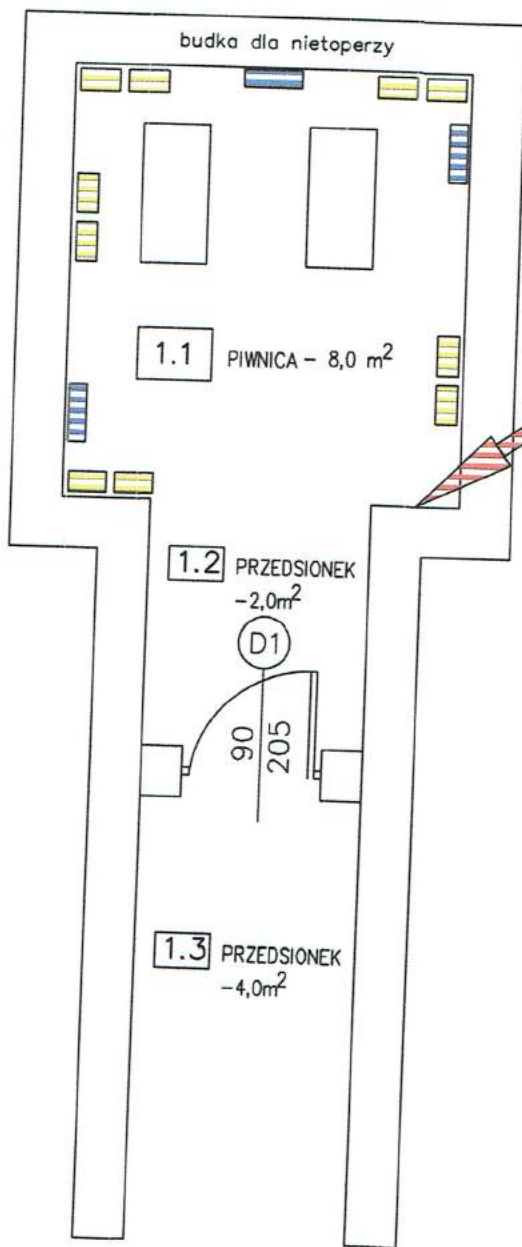 budka dla nietoperzy
1.1 PIWNICA - 8,0 m²
1.2 PRZEDSIONEK
-2,0m²
D1
90
205
1.3 PRZEDSIONEK
-4,0m²